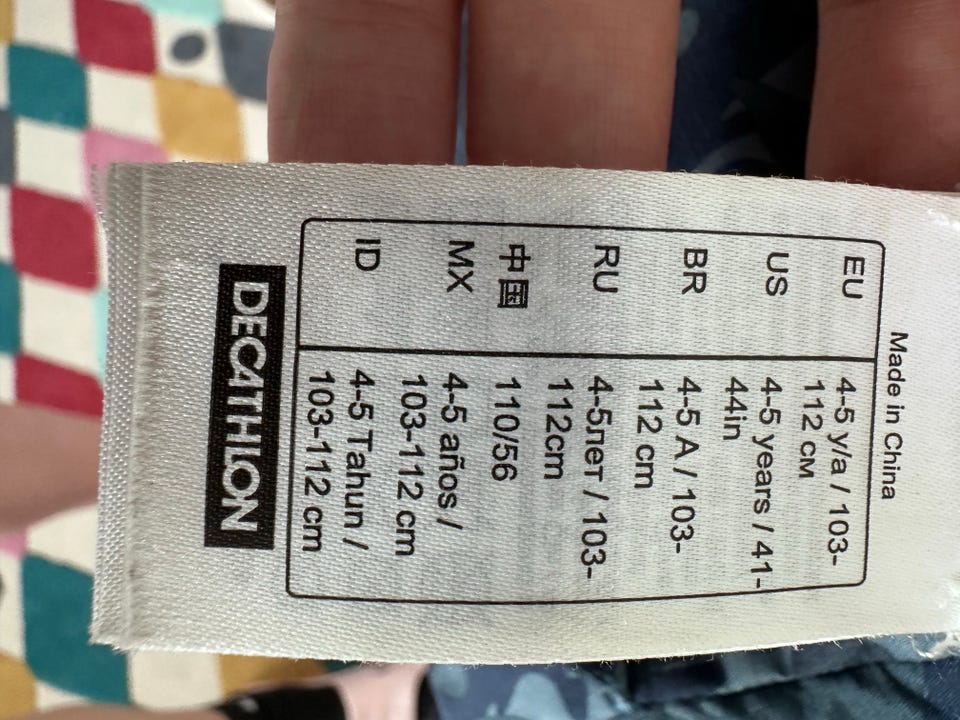 Made in China
EU 4-5 y/a / 103-
112 см
US 4-5 years / 41-
44in
BR 4-5 A / 103-
112 cm
RU 4-5лет / 103-
112cm
中国 110/56
MX 4-5 años /
103-112 cm
ID 4-5 Tahun /
103-112 cm
DECATHLON